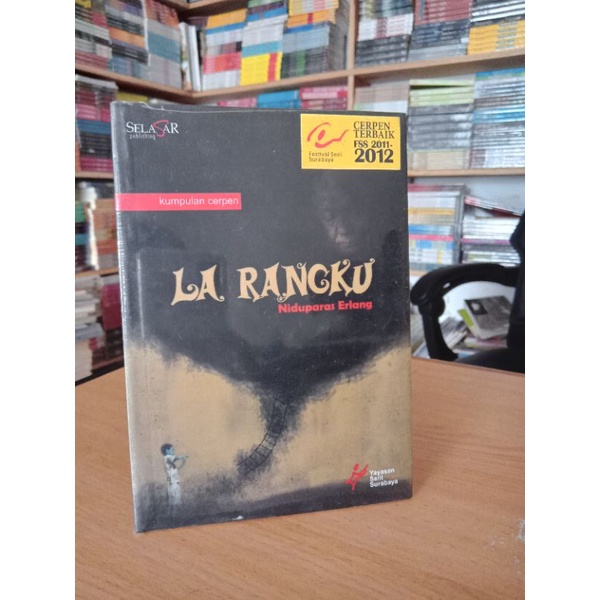 SELASAR
publishing
Festival Seni
Surabaya
CERPEN
TERBAIK
FSS 2011-
2012
kumpulan cerpen
LA RANGKU
Niduparas Erlang
Yayasan
Seni
Surabaya